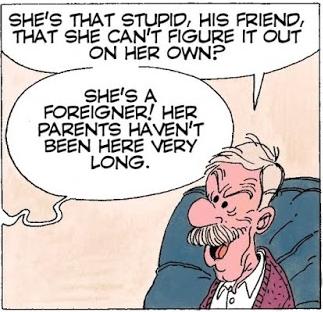 SHE'S THAT STUPID, HIS FRIEND,
THAT SHE CAN'T FIGURE IT OUT
ON HER OWN?
SHE'S A
FOREIGNER! HER
PARENTS HAVEN'T
BEEN HERE VERY
LONG.